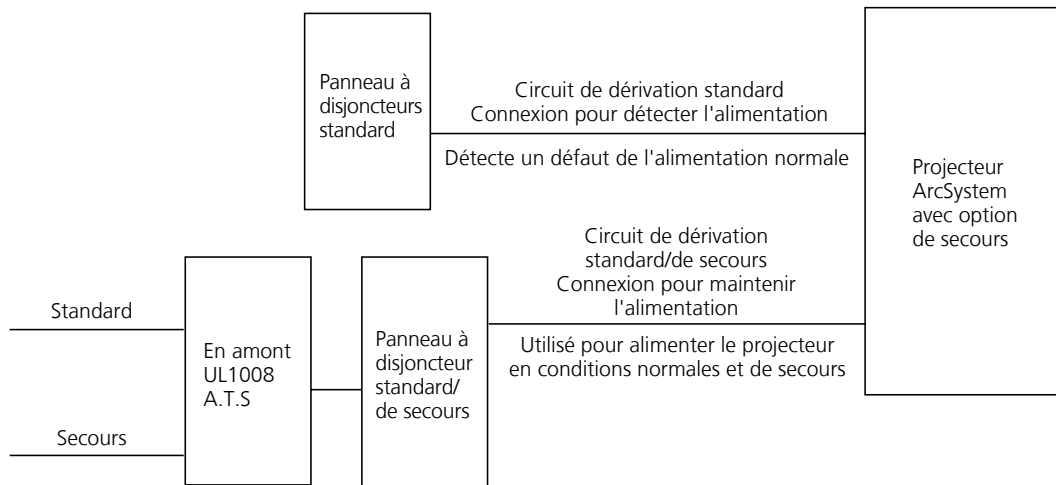 Panneau à
disjoncteurs
standard
Circuit de dérivation standard
Connexion pour détecter l'alimentation
Détecte un défaut de l'alimentation normale
Projecteur
ArcSystem
avec option
de secours
Standard
Secours
En amont
UL1008
A.T.S
Panneau à
disjoncteur
standard/
de secours
Circuit de dérivation
standard/de secours
Connexion pour maintenir
l'alimentation
Utilisé pour alimenter le projecteur
en conditions normales et de secours